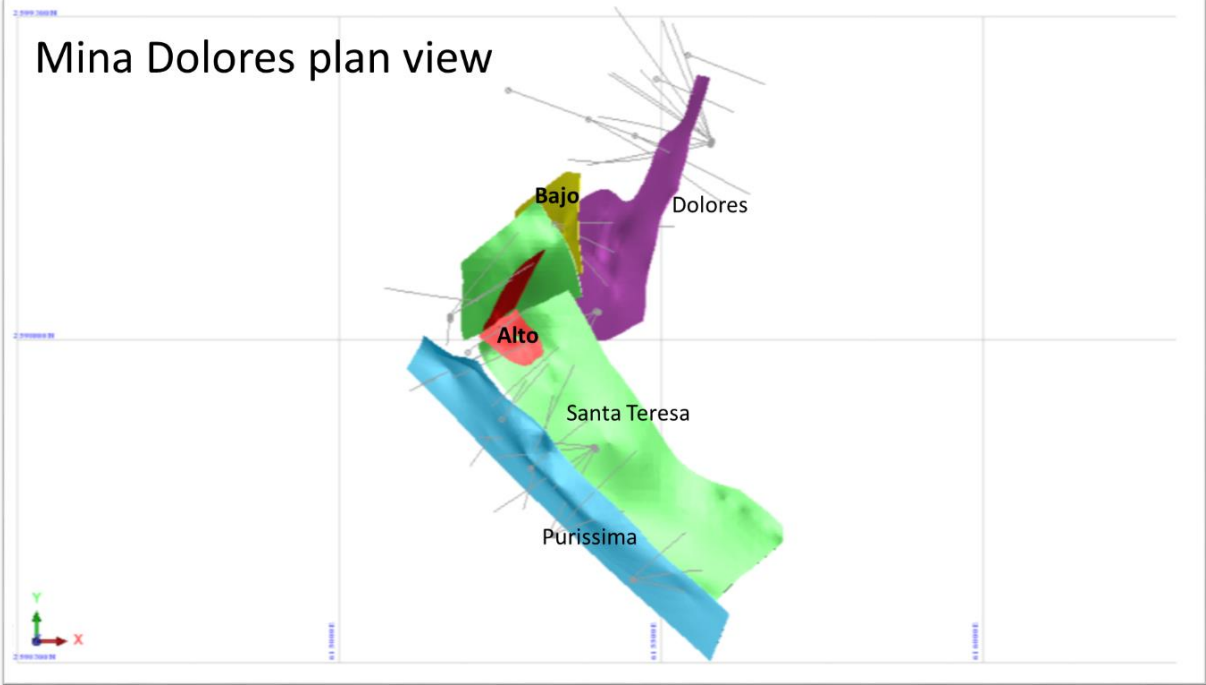 Mina Dolores plan view
Bajo
Dolores
Alto
Santa Teresa
Purissima
Y
X